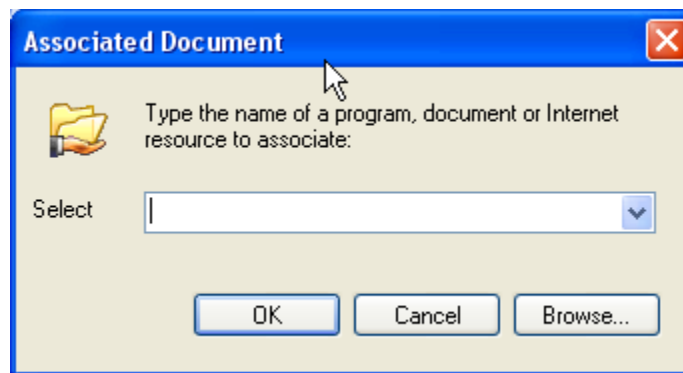 Associated Document
Type the name of a program, document or Internet
resource to associate:
Select
OK Cancel Browse...